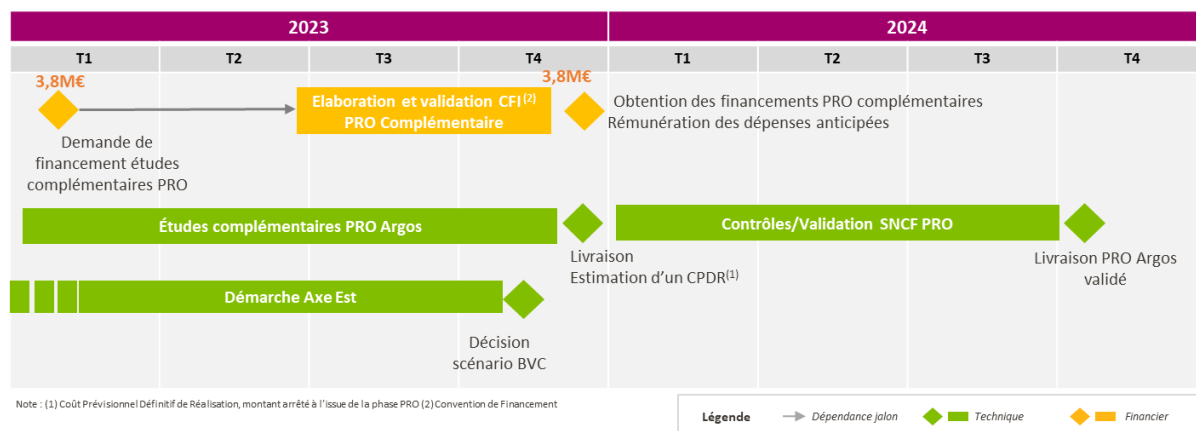 2023
2024
T1
T2
T3
T4
T1
T2
T3
T4
3,8M€
3,8M€
Elaboration et validation CFI(2)
PRO Complémentaire
Obtention des financements PRO complémentaires
Rémunération des dépenses anticipées
Demande de
financement études
complémentaires PRO
Études complémentaires PRO Argos
Contrôles/Validation SNCF PRO
Livraison
Estimation d'un CPDR(1)
Livraison PRO Argos
validé
Démarche Axe Est
Décision
scénario BVC
Note : (1) Coût Prévisionnel Définitif de Réalisation, montant arrêté à l'issue de la phase PRO (2) Convention de Financement
Légende
Dépendance jalon
Technique
Financier